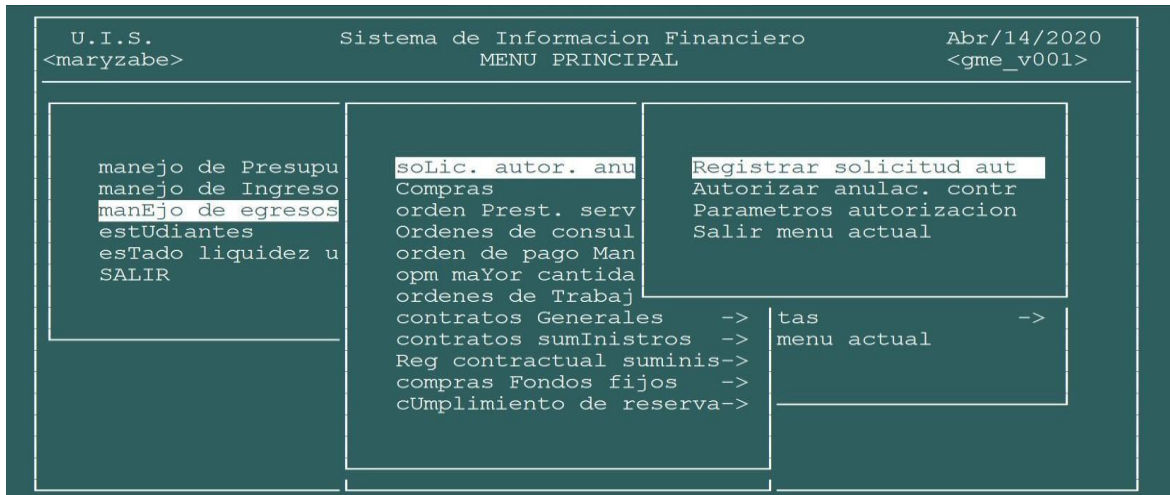 U.I.S. Sistema de Informacion Financiero Abr/14/2020
<maryzabe> MENU PRINCIPAL <gme_v001>
manejo de Presupu
manejo de Ingreso
manEjo de egresos
estUdiantes
esTado liquidez u
SALIR
soLic. autor. anu
Compras
orden Prest. serv
Ordenes de consul
orden de pago Man
opm maYor cantida
ordenes de Trabaj
contratos Generales ->
contratos sumInistros ->
Reg contractual suminis->
compras Fondos fijos ->
cUmplimiento de reserva->
Registrar solicitud aut
Autorizar anulac. contr
Parametros autorizacion
Salir menu actual
tas ->
menu actual